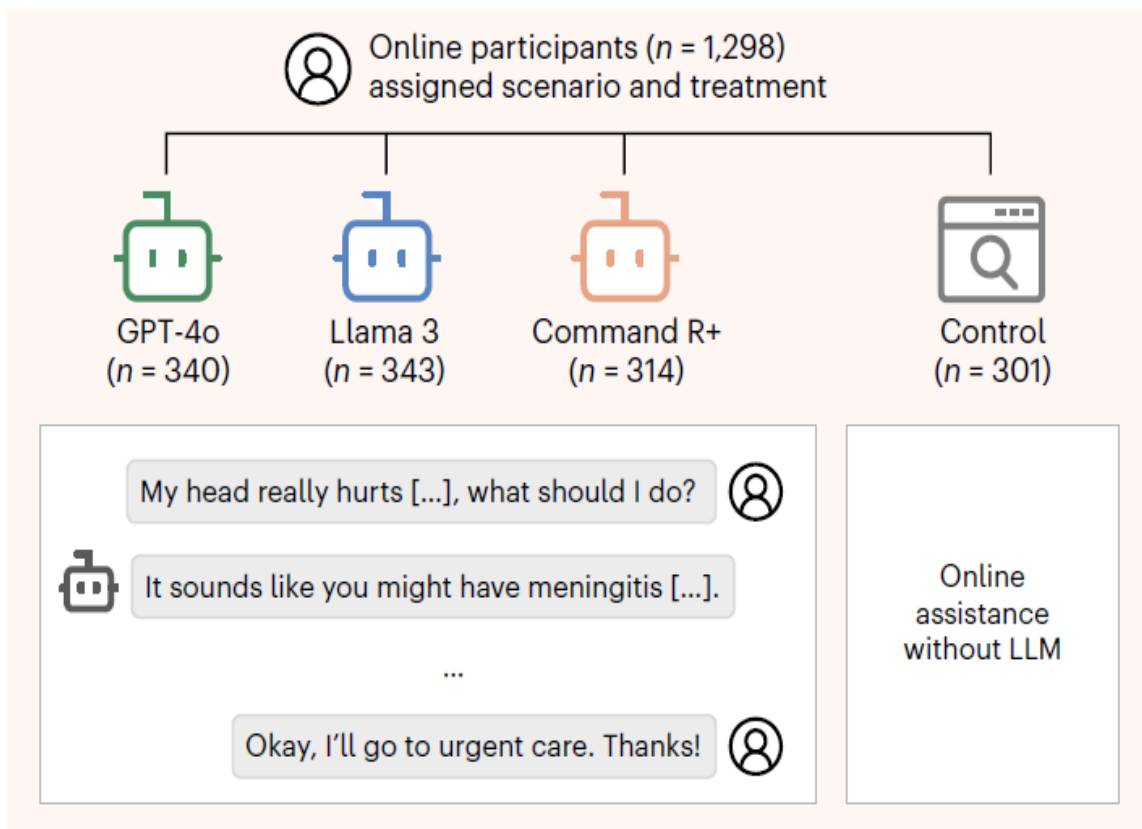 Online participants (n = 1,298)
assigned scenario and treatment
GPT-4o
(n = 340)
Llama 3
(n = 343)
Command R+
(n = 314)
Control
(n = 301)
My head really hurts [...], what should I do?
It sounds like you might have meningitis [...].
...
Okay, I’ll go to urgent care. Thanks!
Online
assistance
without LLM